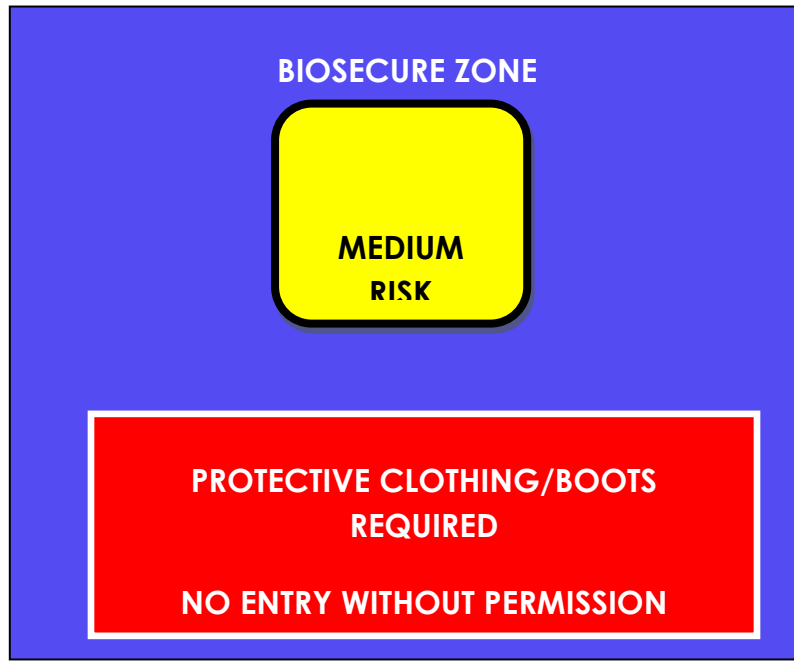 BIOSECURE ZONE
MEDIUM
RISK
PROTECTIVE CLOTHING/BOOTS
REQUIRED
NO ENTRY WITHOUT PERMISSION